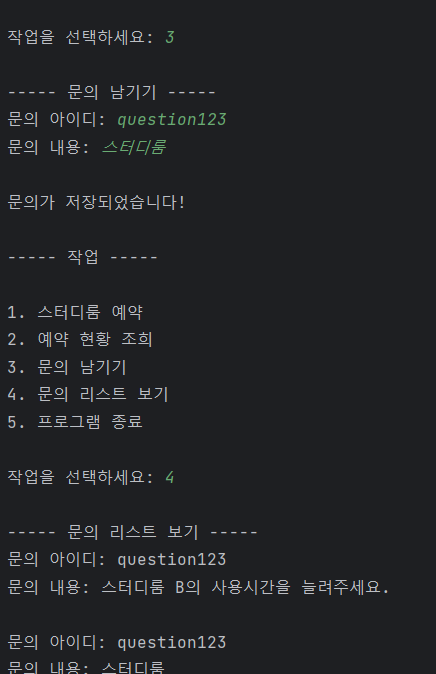 작업을 선택하세요: 3
----- 문의 남기기 -----
문의 아이디: question123
문의 내용: 스터디룸
문의가 저장되었습니다!
----- 작업 -----
1. 스터디룸 예약
2. 예약 현황 조희
3. 문의 남기기
4. 문의 리스트 보기
5. 프로그램 종료
작업을 선택하세요: 4
----- 문의 리스트 보기 -----
문의 아이디: question123
문의 내용: 스터디룸 B의 사용시간을 늘려주세요.
문의 아이디: question123
문의 내용: 스터디룸